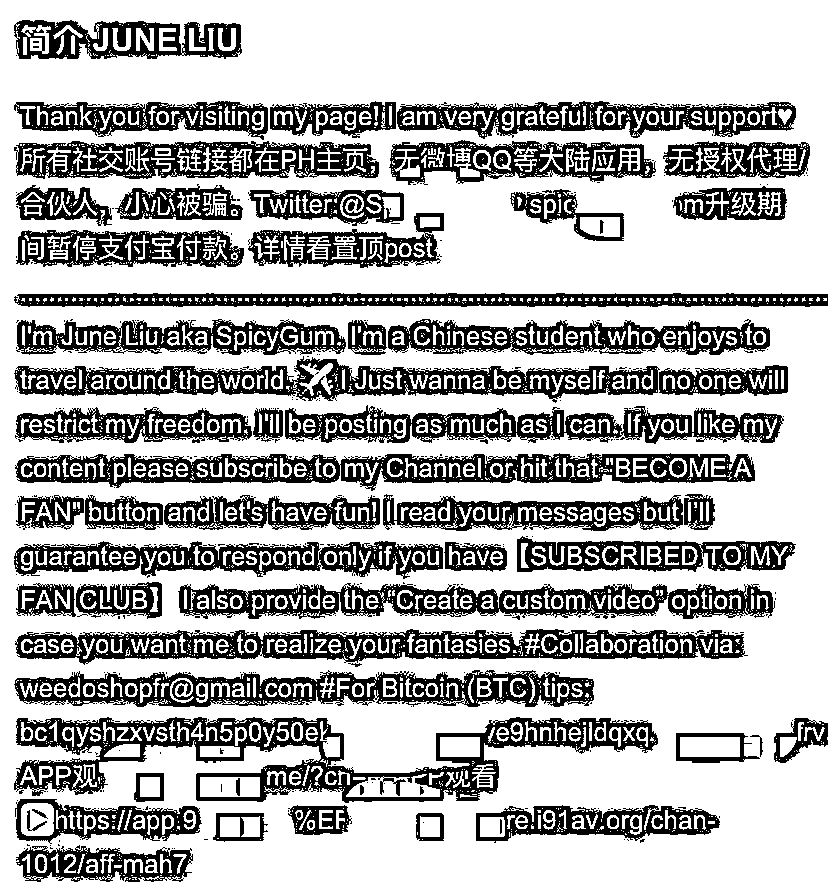 简介 JUNE LIU
Thank you for visiting my page! I am very grateful for your support♥
所有社交账号链接都在PH主页，无微博QQ等大陆应用，无授权代理/
合伙人，小心被骗。Twitter @S spic m升级期
间暂停支付宝付款。详情看置顶post
I'm June Liu aka SpicyGum, I'm a Chinese student who enjoys to
travel around the world. ✈ I Just wanna be myself and no one will
restrict my freedom. I'll be posting as much as I can. If you like my
content please subscribe to my Channel or hit that "BECOME A
FAN" button and let's have fun! I read your messages but I'll
guarantee you to respond only if you have【SUBSCRIBED TO MY
FAN CLUB】 I also provide the "Create a custom video" option in
case you want me to realize your fantasies. #Collaboration via:
weedoshopfr@gmail.com #For Bitcoin (BTC) tips:
bc1qyshzxvsth4n5p0y50el e9hnhejldqxq, frv
APP观 me/?ch 观看
https://app.9 %EF re.i91av.org/chan-
1012/aff-mah7